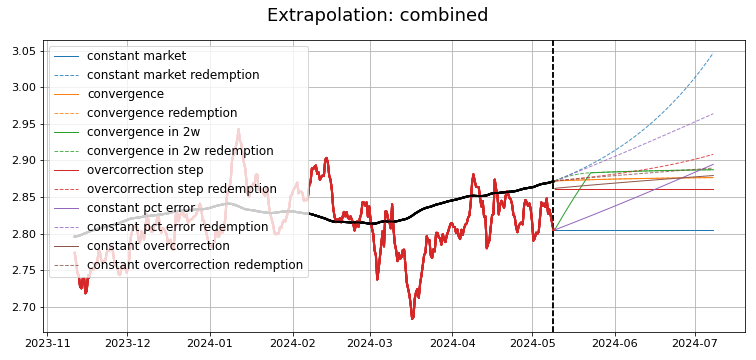 Extrapolation: combined
3.05
3.00
2.95
2.90
2.85
2.80
2.75
2.70
constant market
constant market redemption
convergence
convergence redemption
convergence in 2w
convergence in 2w redemption
overcorrection step
overcorrection step redemption
constant pct error
constant pct error redemption
constant overcorrection
constant overcorrection redemption
2023-11 2023-12 2024-01 2024-02 2024-03 2024-04 2024-05 2024-06 2024-07